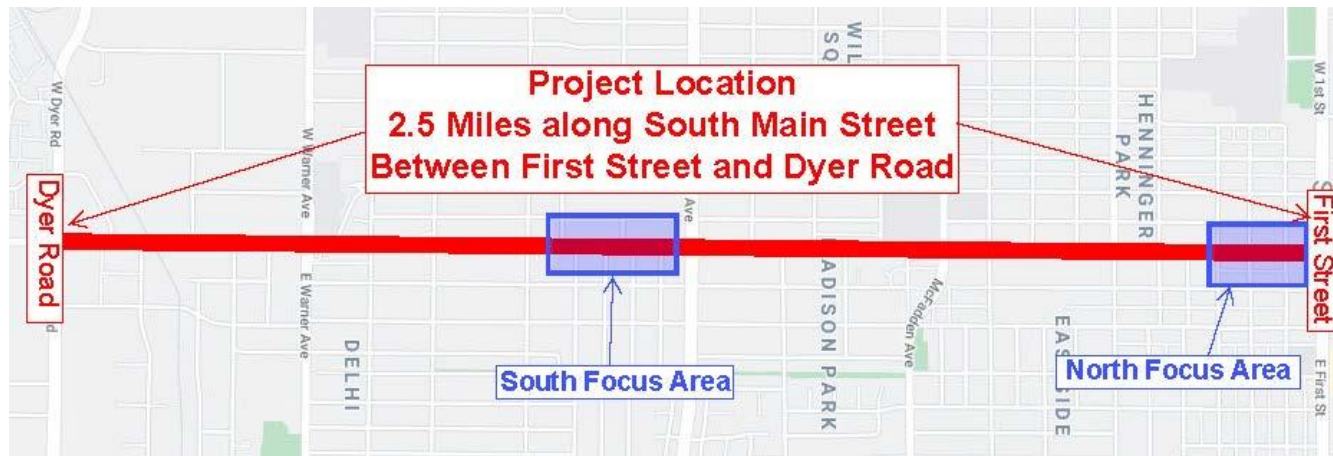 Project Location
2.5 Miles along South Main Street
Between First Street and Dyer Road
Dyer Road
First Street
South Focus Area
North Focus Area
W Dyer Rd
W Warner Ave
E Warner Ave
DELHI
Ave
ADISON PARK
McFadden Ave
HENNINGER
PARK
W 1st St
E First St